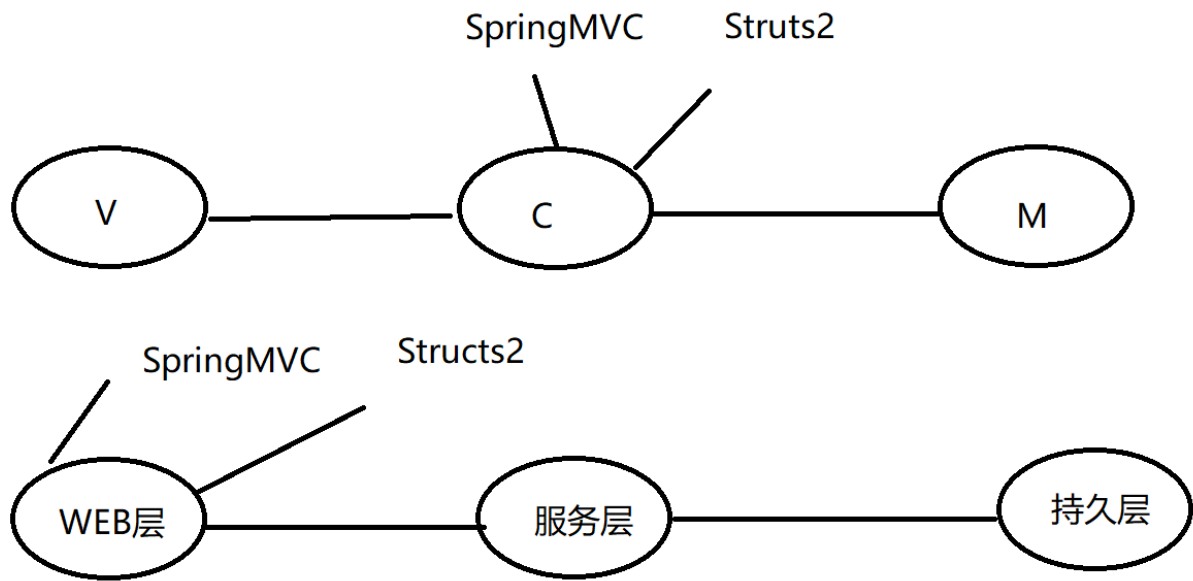 SpringMVC
Struts2
V
C
M
SpringMVC
Structs2
WEB层
服务层
持久层